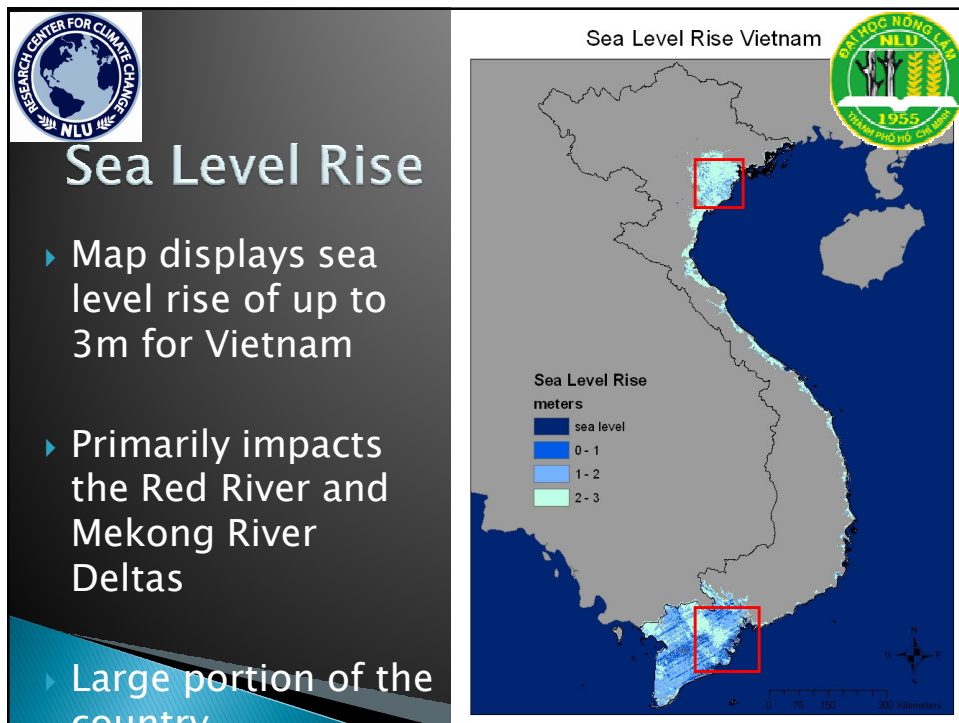 RESEARCH CENTER FOR CLIMATE CHANGE
NLU
Sea Level Rise
Map displays sea
level rise of up to
3m for Vietnam
Primarily impacts
the Red River and
Mekong River
Deltas
Large portion of the
country
Sea Level Rise Vietnam
ĐẠI HỌC NÔNG LÂM
NLU
1955
THÀNH PHỐ HỒ CHÍ MINH
Sea Level Rise
meters
sea level
0 - 1
1 - 2
2 - 3
N
W E
S
0 75 150 300 Kilometers